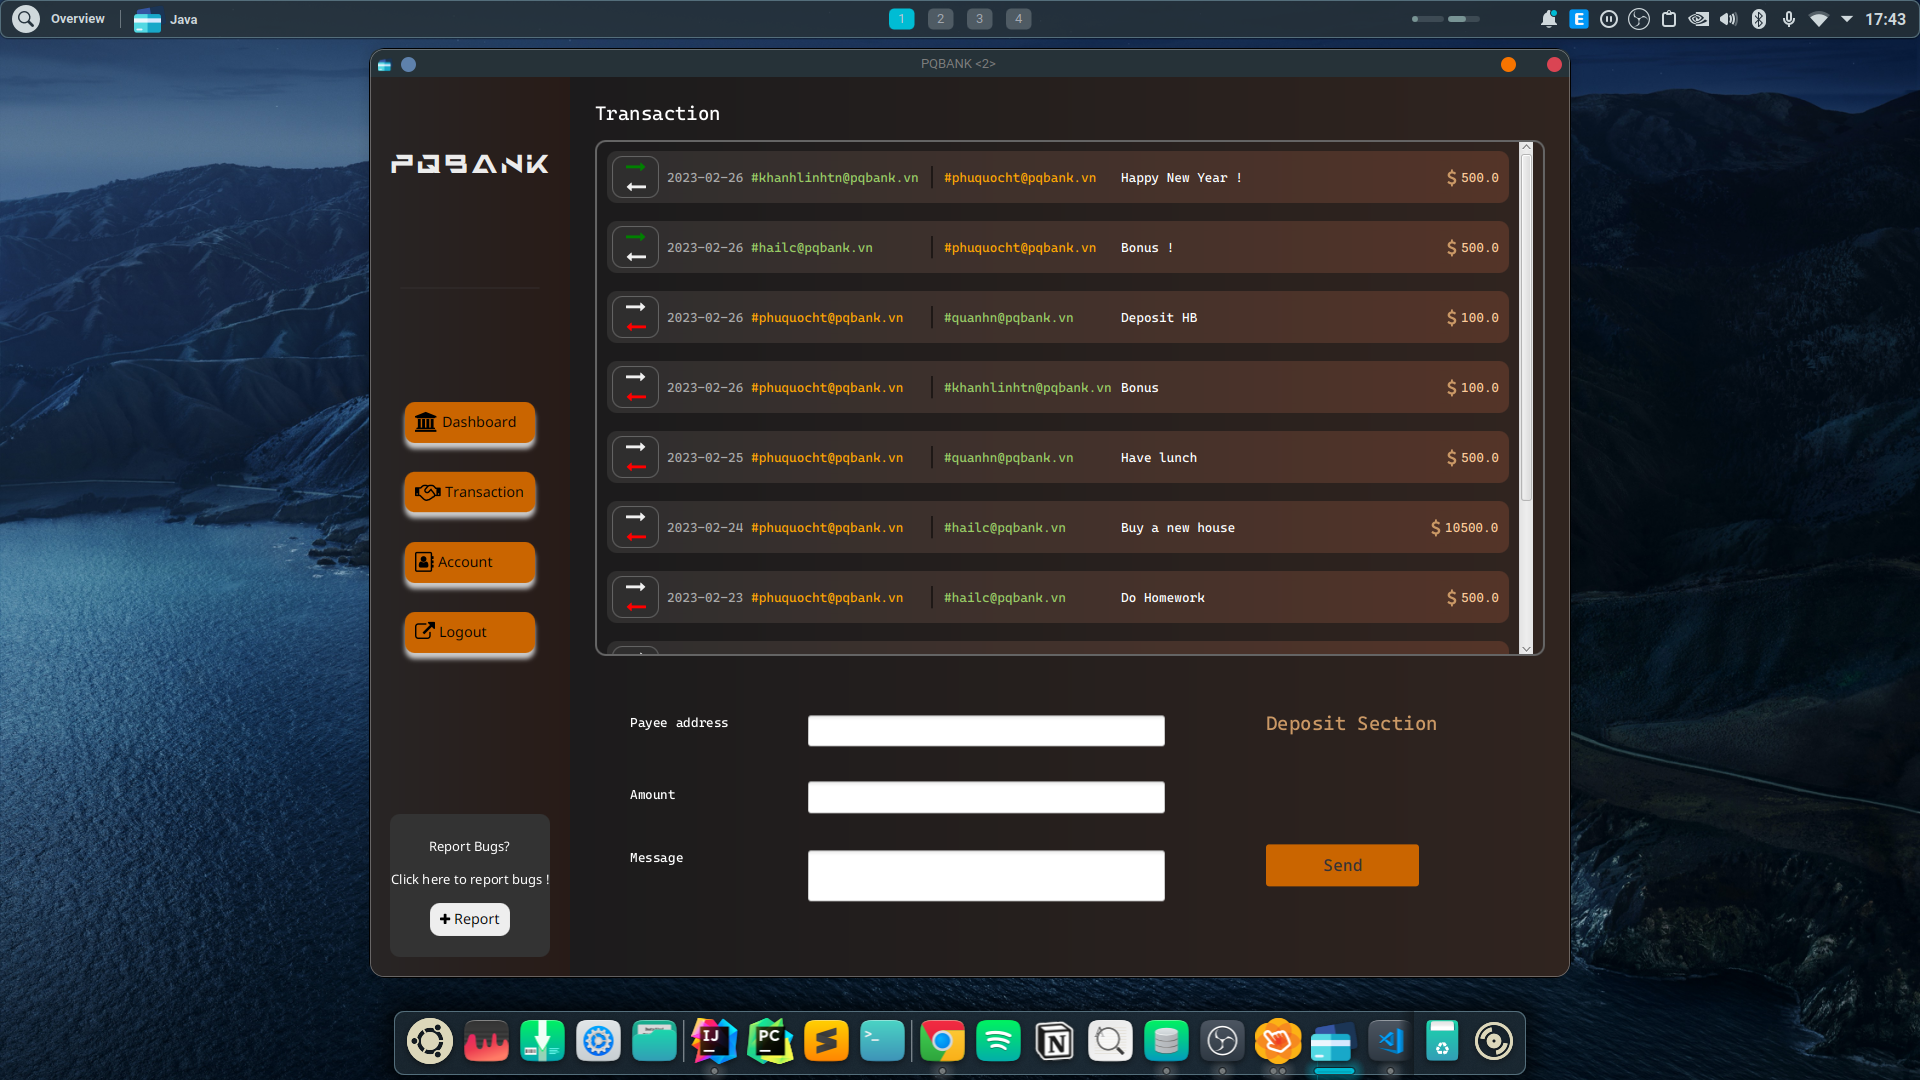 Overview
Java
1
2
3
4
E
17:43
PQBANK <2>
PQBANK
Transaction
2023-02-26 #khanhlinhtn@pqbank.vn #phuquocht@pqbank.vn Happy New Year ! $ 500.0
2023-02-26 #hailc@pqbank.vn #phuquocht@pqbank.vn Bonus ! $ 500.0
2023-02-26 #phuquocht@pqbank.vn #quanhn@pqbank.vn Deposit HB $ 100.0
2023-02-26 #phuquocht@pqbank.vn #khanhlinhtn@pqbank.vn Bonus $ 100.0
2023-02-25 #phuquocht@pqbank.vn #quanhn@pqbank.vn Have lunch $ 500.0
2023-02-24 #phuquocht@pqbank.vn #hailc@pqbank.vn Buy a new house $ 10500.0
2023-02-23 #phuquocht@pqbank.vn #hailc@pqbank.vn Do Homework $ 500.0
Dashboard
Transaction
Account
Logout
Report Bugs?
Click here to report bugs !
+ Report
Payee address
Amount
Message
Deposit Section
Send
IJ
PC
>_
N